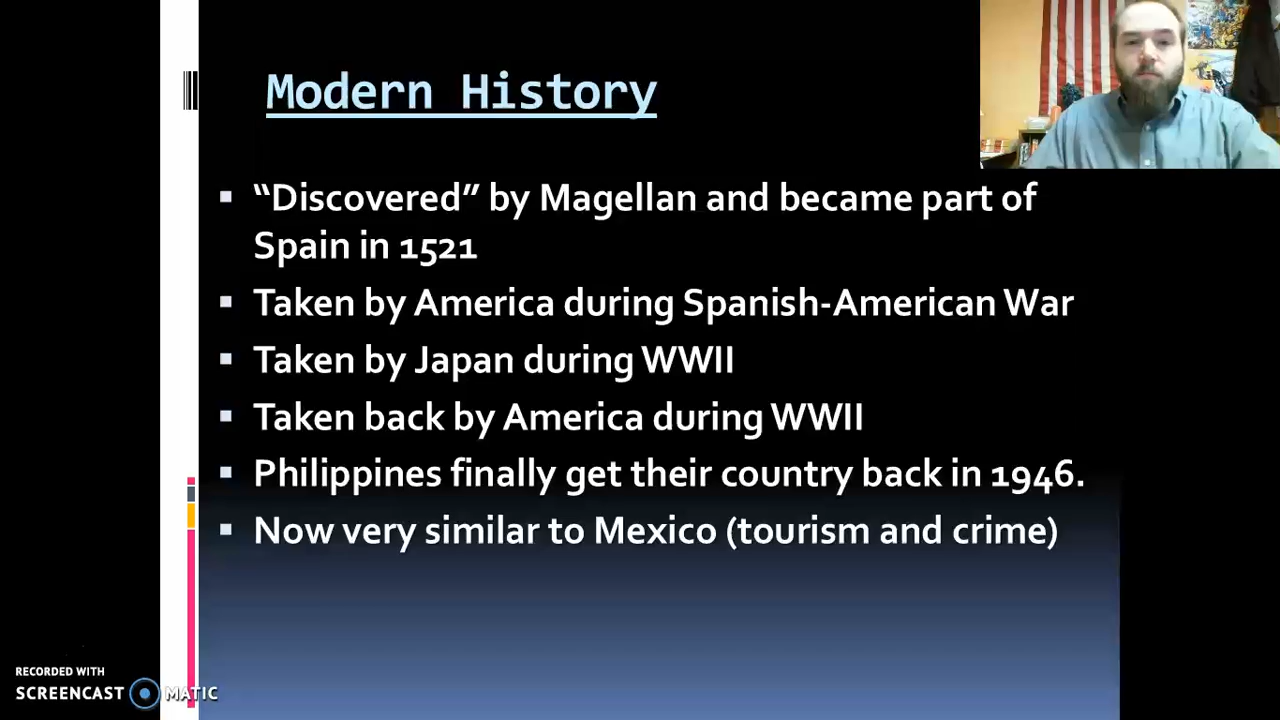 Modern History
“Discovered” by Magellan and became part of
Spain in 1521
Taken by America during Spanish-American War
Taken by Japan during WWII
Taken back by America during WWII
Philippines finally get their country back in 1946.
Now very similar to Mexico (tourism and crime)
RECORDED WITH
SCREENCAST MATIC